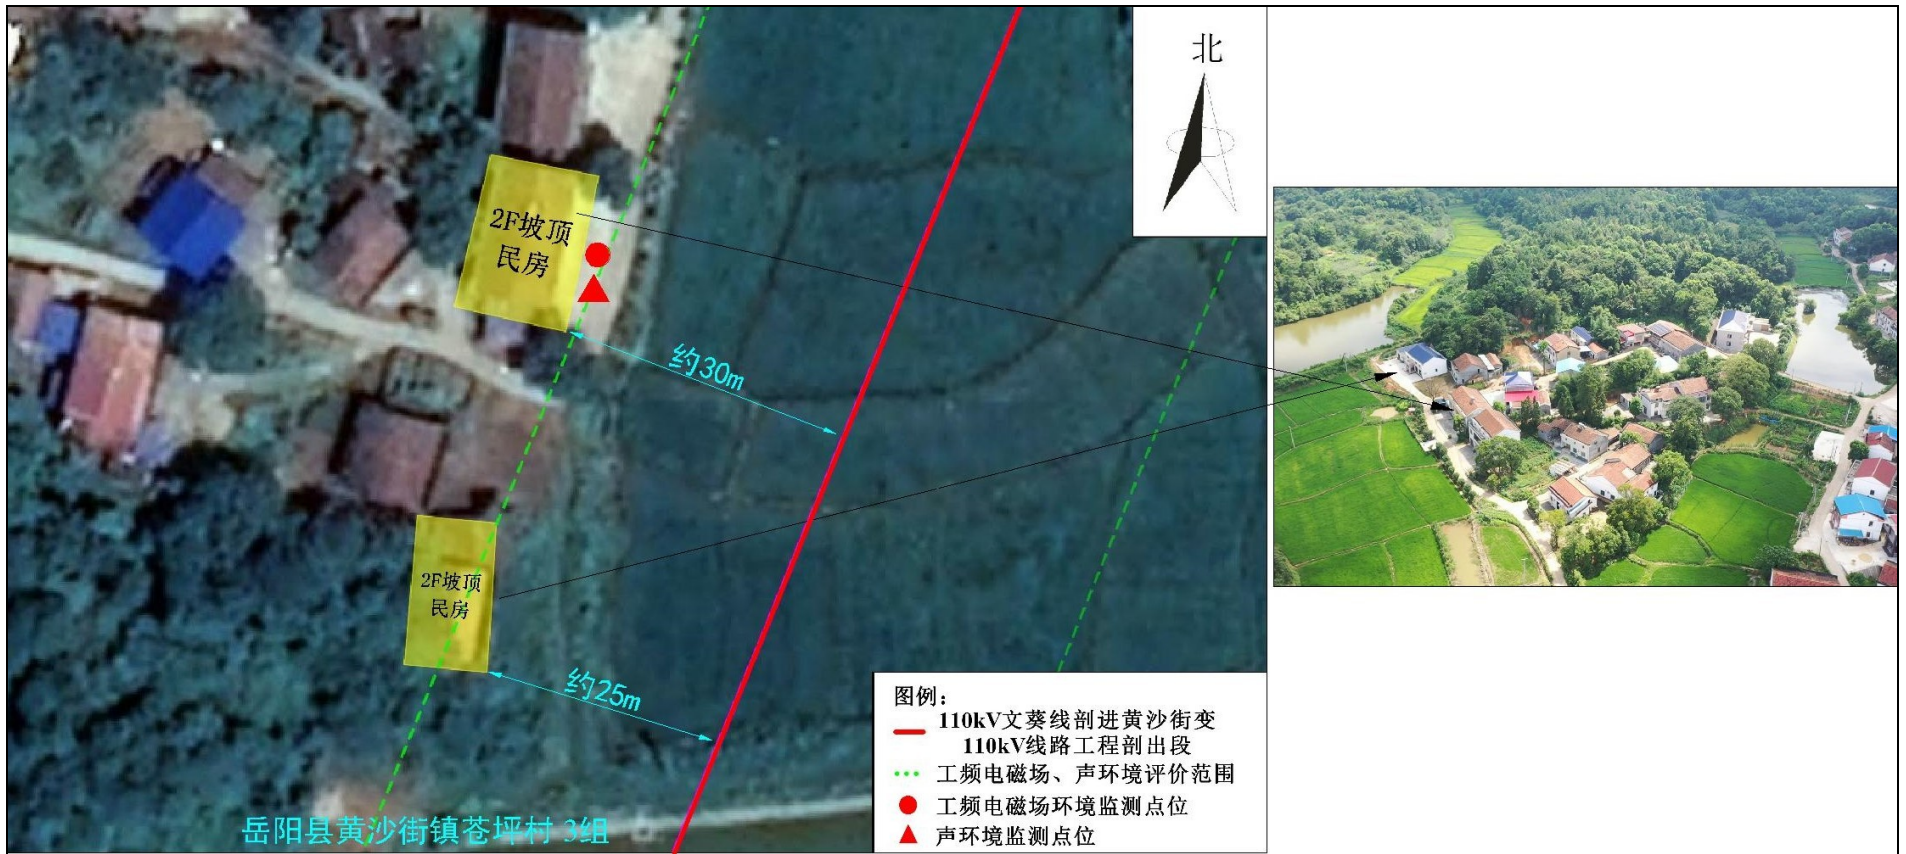 北
2F坡顶
民房
约30m
2F坡顶
民房
约25m
岳阳县黄沙街镇苍坪村 3组
图例：
110kV文葵线剖进黄沙街变
110kV线路工程剖出段
工频电磁场、声环境评价范围
工频电磁场环境监测点位
声环境监测点位